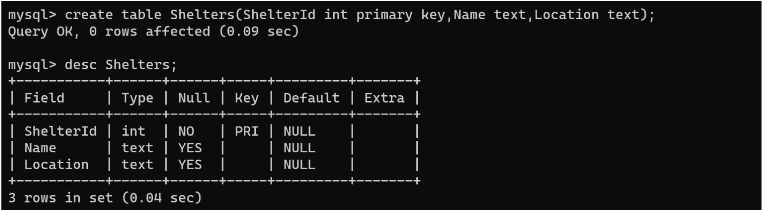 mysql> create table Shelters(ShelterId int primary key,Name text,Location text);
Query OK, 0 rows affected (0.09 sec)
mysql> desc Shelters;
+-----------+------+------+-----+---------+-------+
| Field     | Type | Null | Key | Default | Extra |
+-----------+------+------+-----+---------+-------+
| ShelterId | int  | NO   | PRI | NULL    |       |
| Name      | text | YES  |     | NULL    |       |
| Location  | text | YES  |     | NULL    |       |
+-----------+------+------+-----+---------+-------+
3 rows in set (0.04 sec)